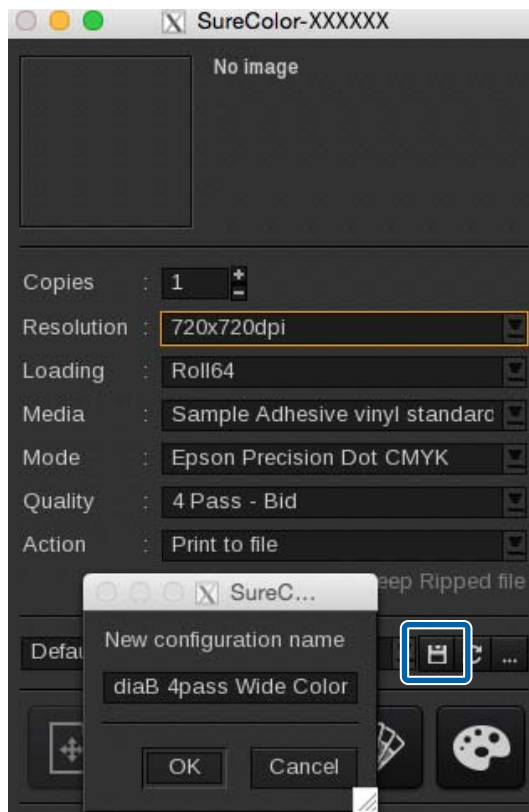 X SureColor-XXXXXX
No image
Copies : 1
Resolution : 720x720dpi
Loading : Roll64
Media : Sample Adhesive vinyl standard
Mode : Epson Precision Dot CMYK
Quality : 4 Pass - Bid
Action : Print to file
eep Ripped file
X SureC...
New configuration name
Defau
...
diaB 4pass Wide Color
OK Cancel